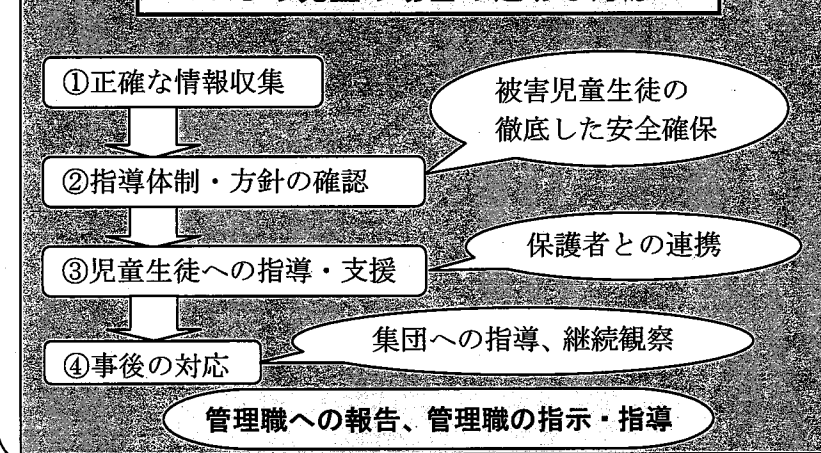 ①正確な情報収集
被害児童生徒の
徹底した安全確保
②指導体制・方針の確認
保護者との連携
③児童生徒への指導・支援
集団への指導、継続観察
④事後の対応
管理職への報告、管理職の指示・指導